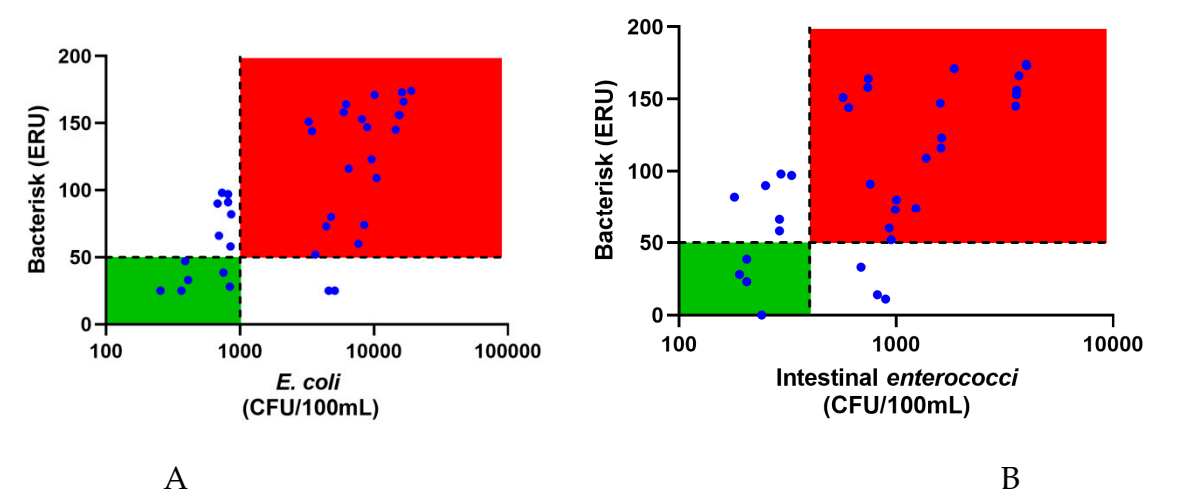 200
150
100
50
0
Bacterisk (ERU)
100
1000
10000
100000
E. coli
(CFU/100mL)
A
200
150
100
50
0
Bacterisk (ERU)
100
1000
10000
Intestinal enterococci
(CFU/100mL)
B